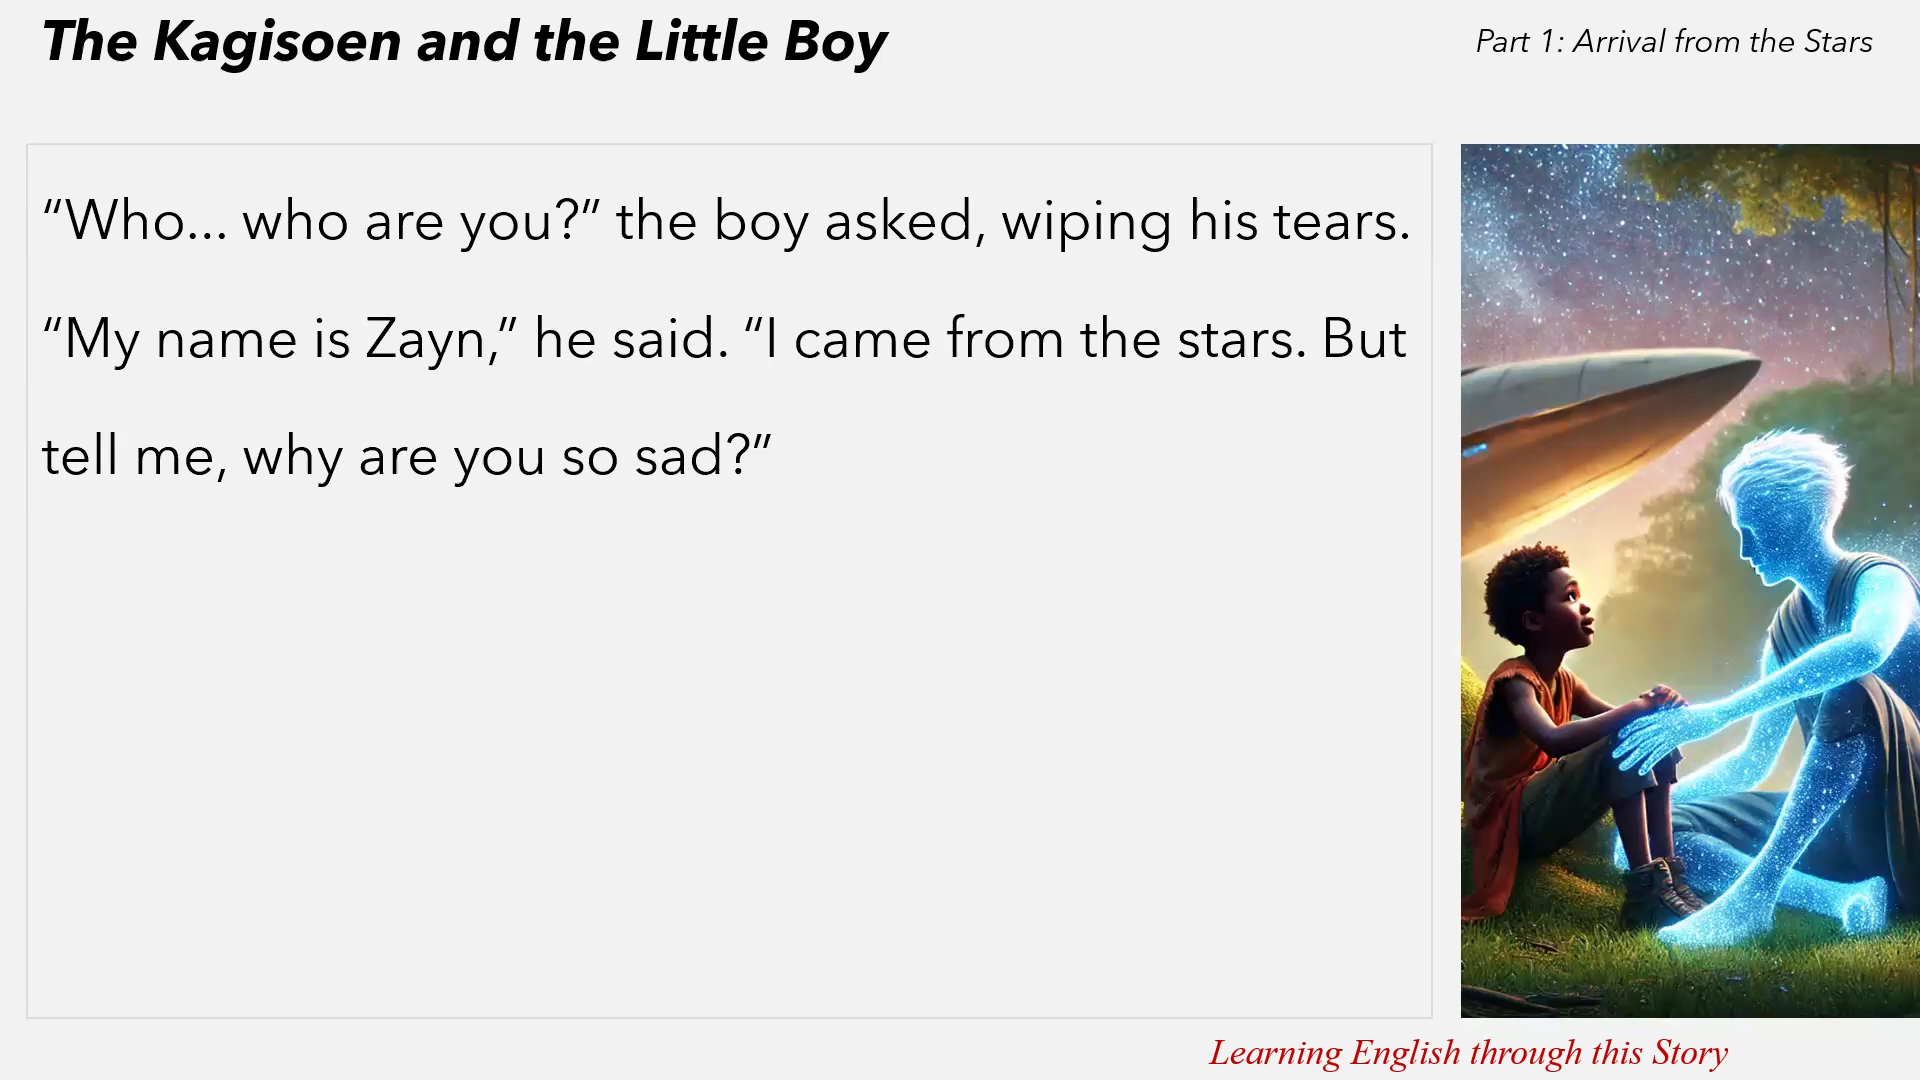 The Kagisoen and the Little Boy
Part 1: Arrival from the Stars
“Who... who are you?” the boy asked, wiping his tears.
“My name is Zayn,” he said. “I came from the stars. But
tell me, why are you so sad?”
Learning English through this Story